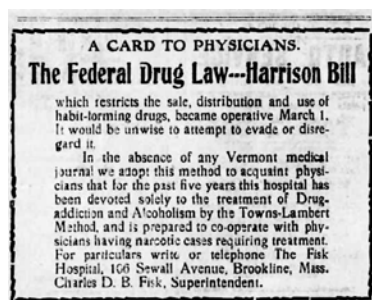 A CARD TO PHYSICIANS.
The Federal Drug Law---Harrison Bill
which restricts the sale, distribution and use of
habit-forming drugs, became operative March 1.
It would be unwise to attempt to evade or disre-
gard it.
In the absence of any Vermont medical
journal we adopt this method to acquaint physi-
cians that for the past five years this hospital has
been devoted solely to the treatment of Drug-
addiction and Alcoholism by the Towns-Lambert
Method, and is prepared to co-operate with phy-
sicians having narcotic cases requiring treatment.
For particulars write or telephone The Fisk
Hospital, 106 Sewall Avenue, Brookline, Mass.
Charles D. B. Fisk, Superintendent.